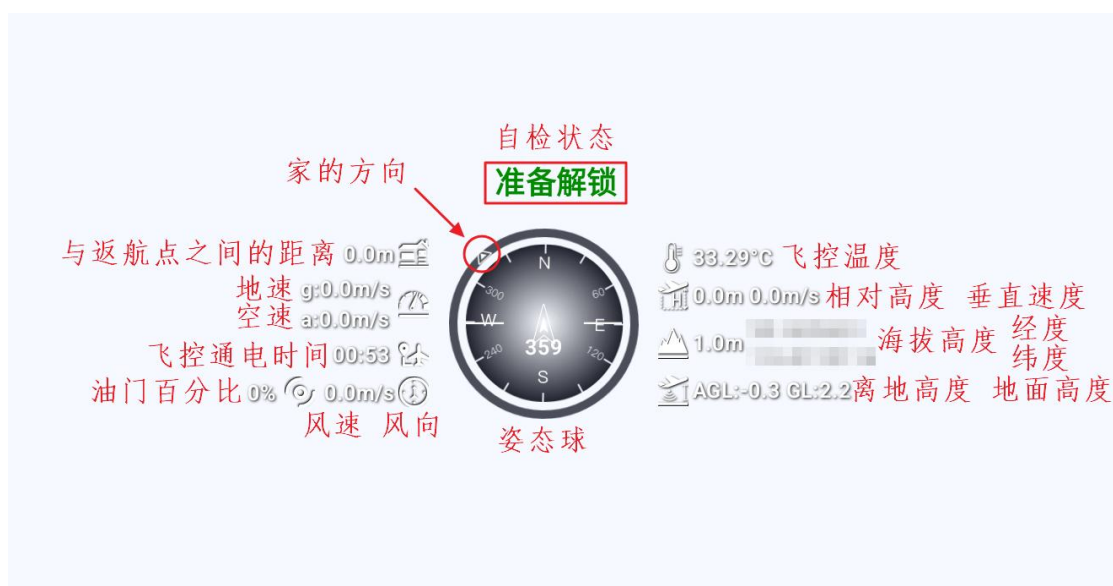 自检状态
家的方向
准备解锁
与返航点之间的距离 0.0m
地速 g:0.0m/s
空速 a:0.0m/s
飞控通电时间 00:53
油门百分比 0% 0.0m/s
风速 风向
N
300
60
W
E
240
359
120
S
姿态球
33.29°C 飞控温度
0.0m 0.0m/s 相对高度 垂直速度
1.0m 海拔高度 经度
纬度
AGL:-0.3 GL:2.2 离地高度 地面高度